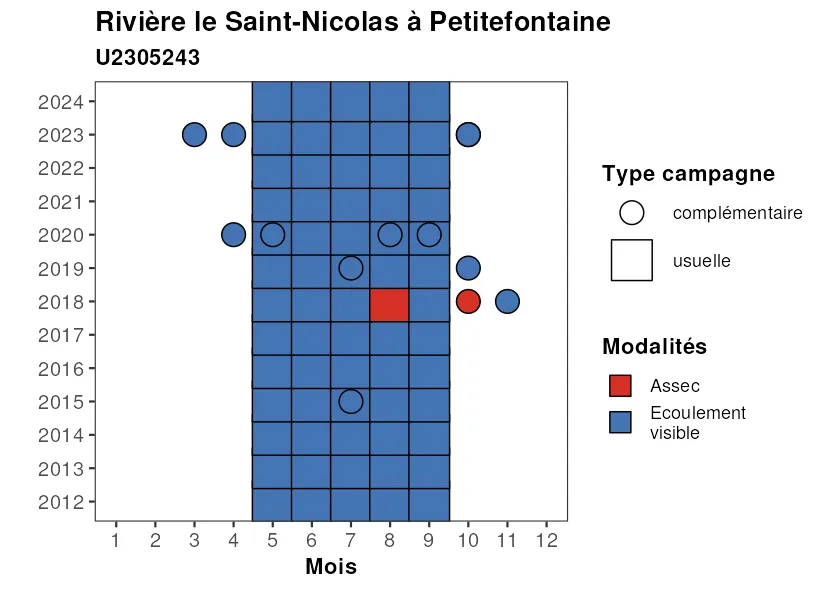 Rivière le Saint-Nicolas à Petitefontaine
U2305243
2024
2023
2022
2021
2020
2019
2018
2017
2016
2015
2014
2013
2012
1 2 3 4 5 6 7 8 9 10 11 12
Mois
Type campagne
complémentaire
usuelle
Modalités
Assec
Ecoulement
visible